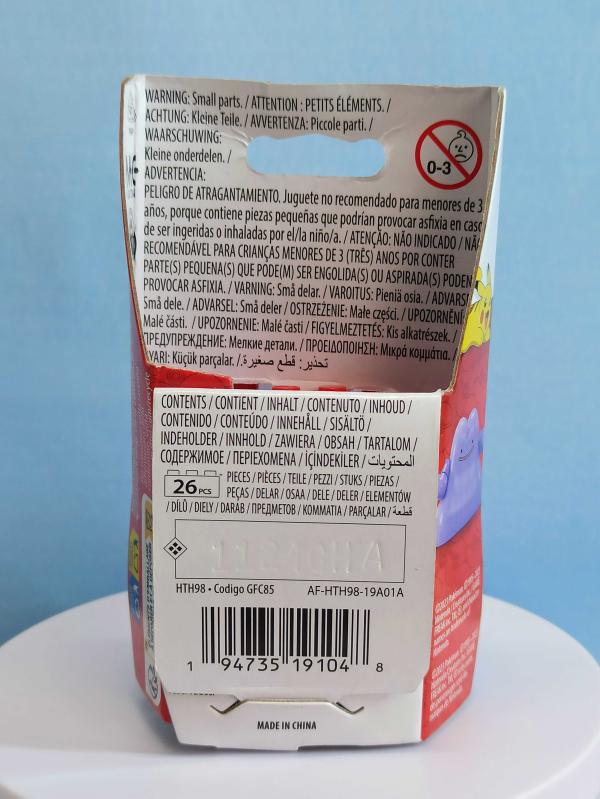 WARNING: Small parts. / ATTENTION : PETITS ÉLÉMENTS. /
ACHTUNG: Kleine Teile. / AVVERTENZA: Piccole parti. /
WAARSCHUWING:
Kleine onderdelen. /
ADVERTENCIA:
0-3
PELIGRO DE ATRAGANTAMIENTO. Juguete no recomendado para menores de 3
años, porque contiene piezas pequeñas que podrían provocar asfixia en caso
de ser ingeridas o inhaladas por el/la niño/a. / ATENÇÃO: NÃO INDICADO / NÃO
RECOMENDÁVEL PARA CRIANÇAS MENORES DE 3 (TRÊS) ANOS POR CONTER
PARTE(S) PEQUENA(S) QUE PODE(M) SER ENGOLIDA(S) OU ASPIRADA(S) PODEN
PROVOCAR ASFIXIA. / VARNING: Små delar. / VAROITUS: Pieniä osia. / ADVARS
Små dele. / ADVARSEL: Små deler / OSTRZEŻENIE: Małe części. / UPOZORNĚNÍ
Malé části. / UPOZORNENIE: Malé časti / FIGYELMEZTETÉS: Kis alkatrészek. /
ПРЕДУПРЕЖДЕНИЕ: Мелкие детали. / ΠΡΟΕΙΔΟΠΟΙΗΣΗ: Μικρά κομμάτια. /
UYARI: Küçük parçalar. / تحذير: قطع صغيرة.
CONTENTS / CONTIENT / INHALT / CONTENUTO / INHOUD /
CONTENIDO / CONTEÚDO / INNEHÅLL / SISÄLTÖ /
INDEHOLDER / INNHOLD / ZAWIERA / OBSAH / TARTALOM /
СОДЕРЖИМОЕ / ΠΕΡΙΕΧΟΜΕΝΑ / İÇİNDEKİLER / المحتويات
26 PCS
PIECES / PIÈCES / TEILE / PEZZI / STUKS / PIEZAS /
PEÇAS / DELAR / OSAA / DELE / DELER / ELEMENTÓW
/ DÍLŮ / DIELY / DARAB / ПРЕДМЕТОВ / ΚΟΜΜΑΤΙΑ / PARÇALAR / قطعة
HTH98 • Codigo GFC85 AF-HTH98-19A01A
1 94735 19104 8
MADE IN CHINA